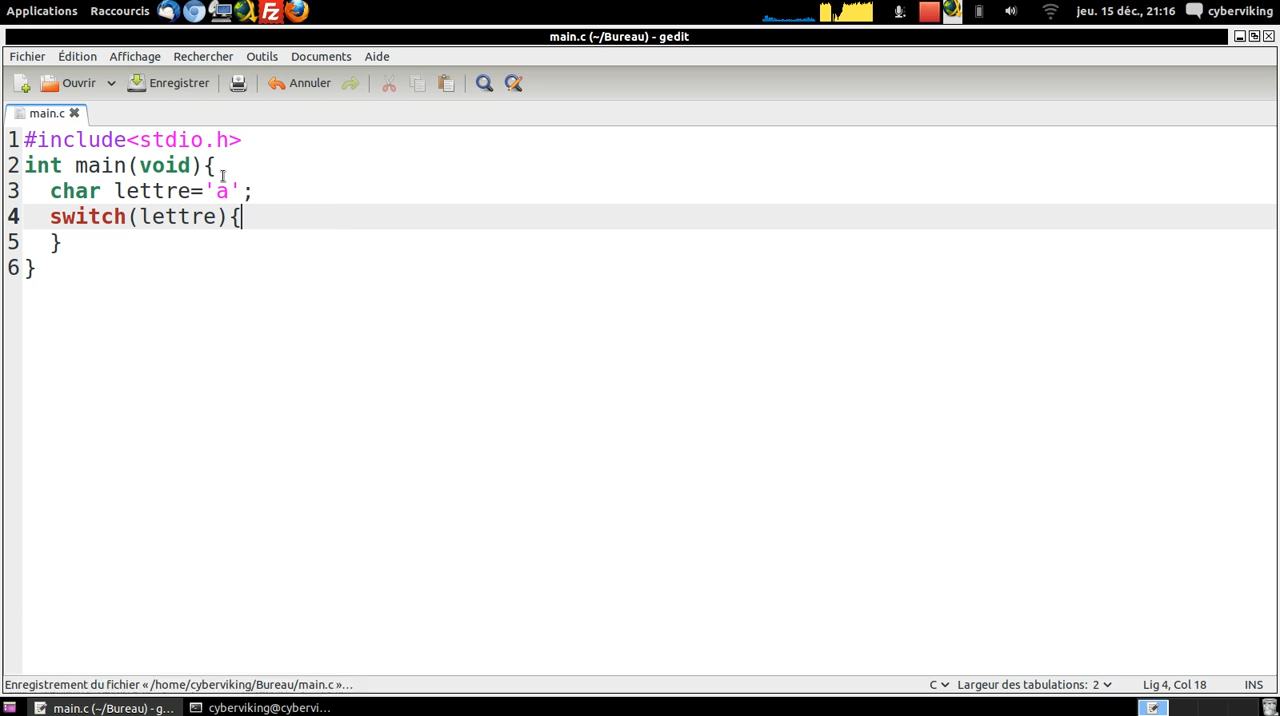 Applications Raccourcis jeu. 15 déc., 21:16 cyberviking
main.c (~/Bureau) - gedit
Fichier Édition Affichage Rechercher Outils Documents Aide
Ouvrir Enregistrer Annuler
main.c
1 #include<stdio.h>
2 int main(void){
3 char lettre='a';
4 switch(lettre){
5 }
6 }
Enregistrement du fichier « /home/cyberviking/Bureau/main.c »… C Largeur des tabulations: 2 Lig 4, Col 18 INS
main.c (~/Bureau) - g... cyberviking@cybervi...